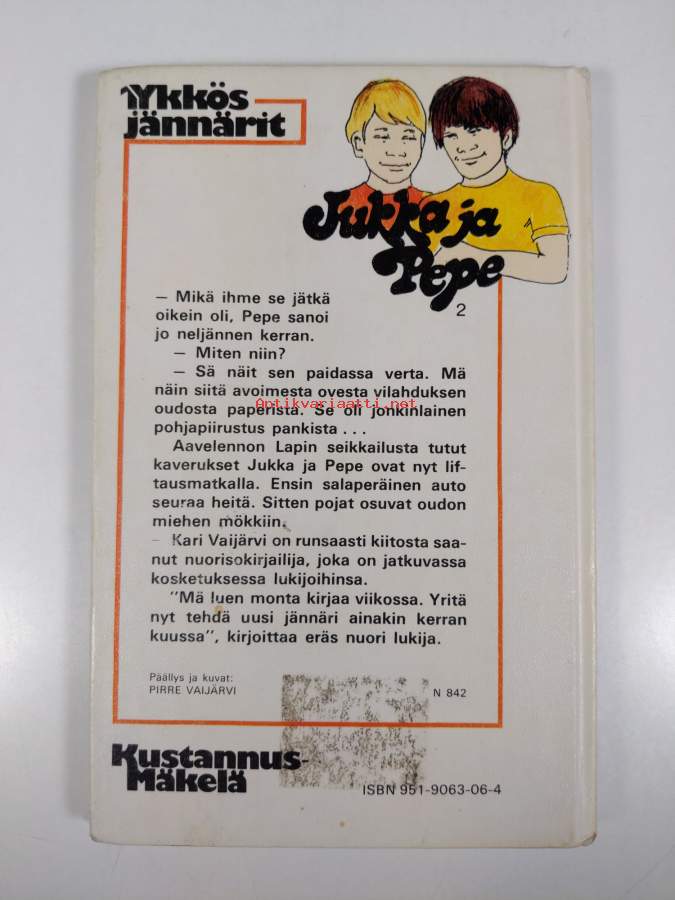 1Ykkös
jännärit
Jukka ja
Pepe
2
— Mikä ihme se jätkä
oikein oli, Pepe sanoi
jo neljännen kerran.
— Miten niin?
— Sä näit sen paidassa verta. Mä
näin siitä avoimesta ovesta vilahduksen
oudosta paperista. Se oli jonkinlainen
Antikvariaatti.net
pohjapiirustus pankista . . .
Aavelennon Lapin seikkailusta tutut
kaverukset Jukka ja Pepe ovat nyt lif-
tausmatkalla. Ensin salaperäinen auto
seuraa heitä. Sitten pojat osuvat oudon
miehen mökkiin.
– Kari Vaijärvi on runsaasti kiitosta saa-
nut nuorisokirjailija, joka on jatkuvassa
kosketuksessa lukijoihinsa.
"Mä luen monta kirjaa viikossa. Yritä
nyt tehdä uusi jännäri ainakin kerran
kuussa", kirjoittaa eräs nuori lukija.
Päällys ja kuvat:
PIRRE VAIJÄRVI
N 842
Kustannus-
Mäkelä
ISBN 951-9063-06-4